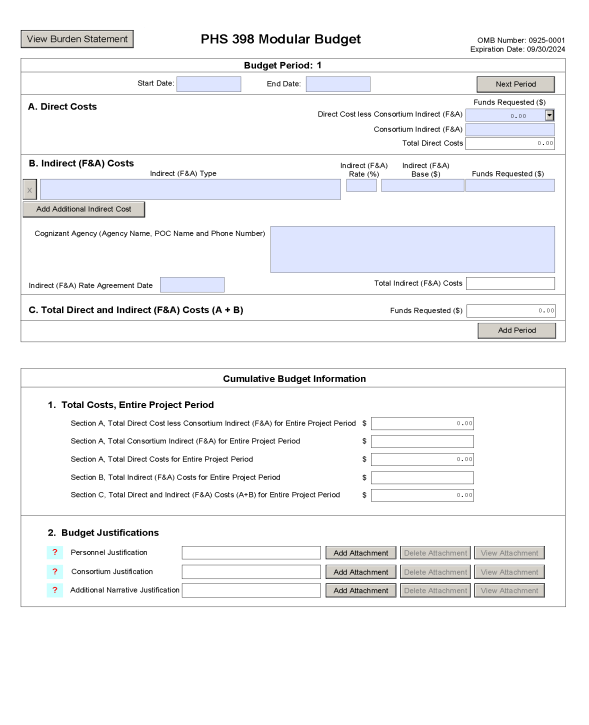 View Burden Statement
PHS 398 Modular Budget
OMB Number: 0925-0001
Expiration Date: 09/30/2024
Budget Period: 1
Start Date:
End Date:
Next Period
A. Direct Costs
Funds Requested ($)
Direct Cost less Consortium Indirect (F&A)
0.00
Consortium Indirect (F&A)
Total Direct Costs
0.00
B. Indirect (F&A) Costs
Indirect (F&A) Type
Indirect (F&A)
Rate (%)
Indirect (F&A)
Base ($)
Funds Requested ($)
X
Add Additional Indirect Cost
Cognizant Agency (Agency Name, POC Name and Phone Number)
Indirect (F&A) Rate Agreement Date
Total Indirect (F&A) Costs
C. Total Direct and Indirect (F&A) Costs (A + B)
Funds Requested ($)
0.00
Add Period
Cumulative Budget Information
1. Total Costs, Entire Project Period
Section A, Total Direct Cost less Consortium Indirect (F&A) for Entire Project Period $ 0.00
Section A, Total Consortium Indirect (F&A) for Entire Project Period $
Section A, Total Direct Costs for Entire Project Period $ 0.00
Section B, Total Indirect (F&A) Costs for Entire Project Period $
Section C, Total Direct and Indirect (F&A) Costs (A+B) for Entire Project Period $ 0.00
2. Budget Justifications
? Personnel Justification Add Attachment Delete Attachment View Attachment
? Consortium Justification Add Attachment Delete Attachment View Attachment
? Additional Narrative Justification Add Attachment Delete Attachment View Attachment